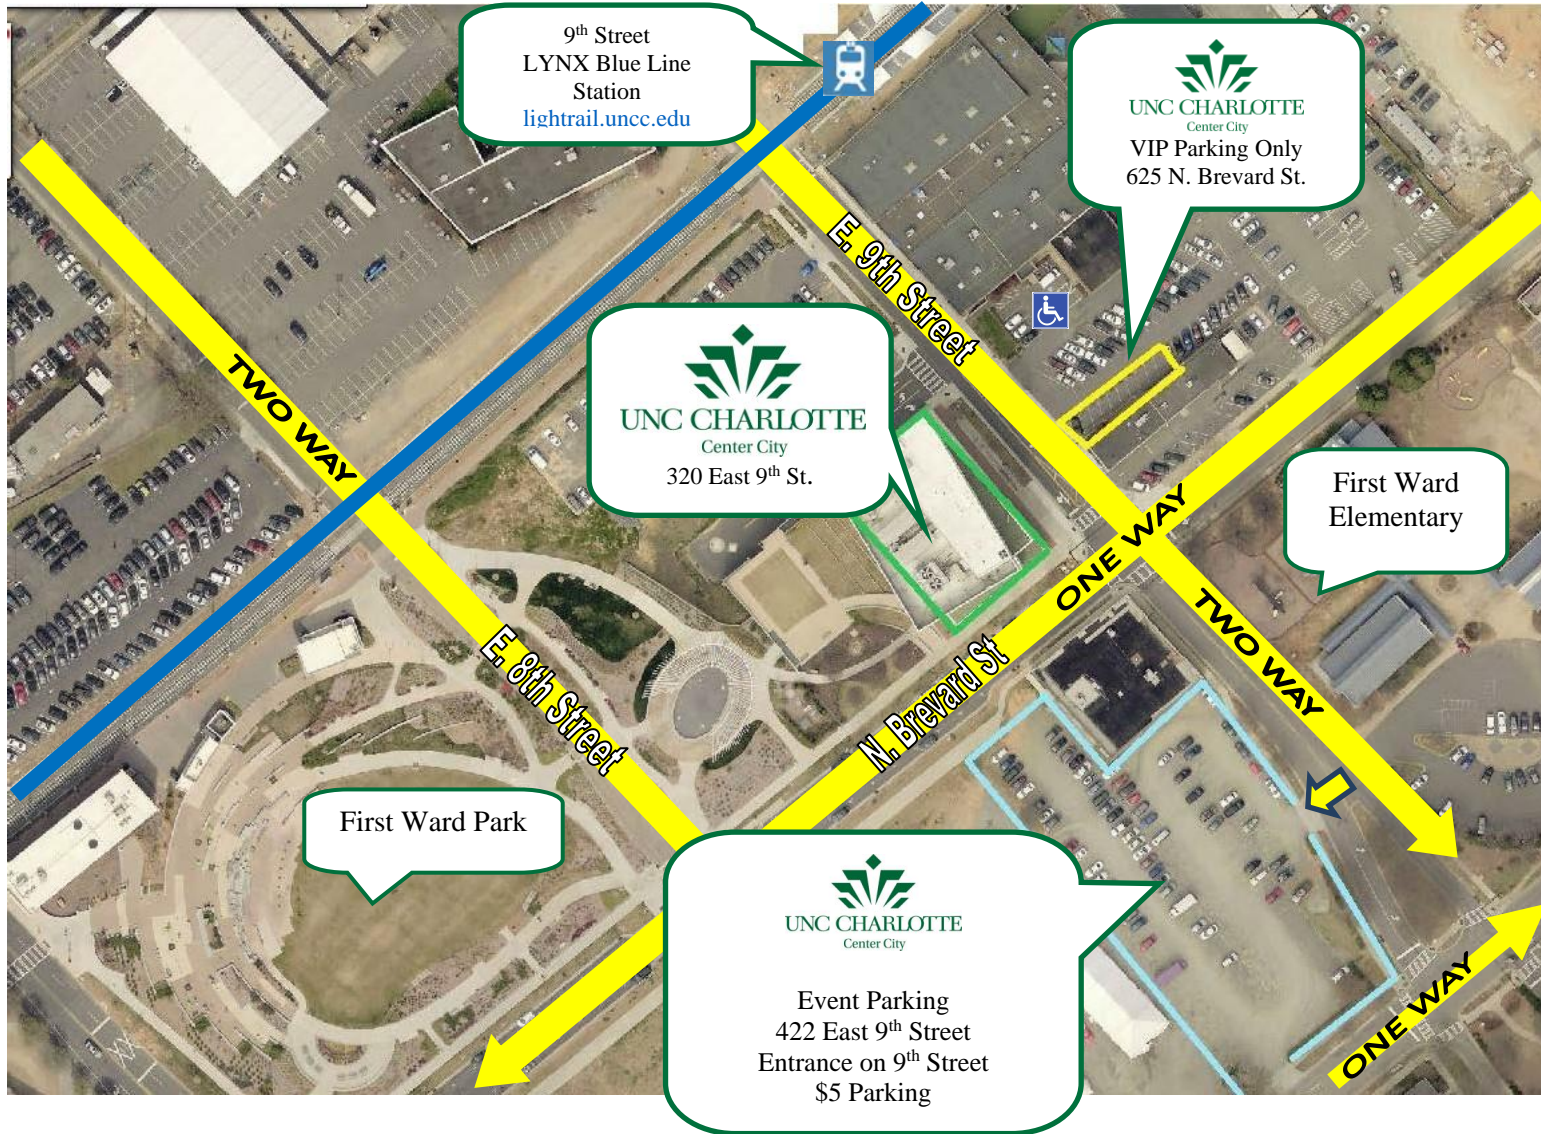 9th Street
LYNX Blue Line
Station
lightrail.uncc.edu
UNC CHARLOTTE
Center City
VIP Parking Only
625 N. Brevard St.
E. 9th Street
TWO WAY
UNC CHARLOTTE
Center City
320 East 9th St.
First Ward
Elementary
ONE WAY
TWO WAY
E. 8th Street
N. Brevard St
First Ward Park
UNC CHARLOTTE
Center City
Event Parking
422 East 9th Street
Entrance on 9th Street
$5 Parking
ONE WAY